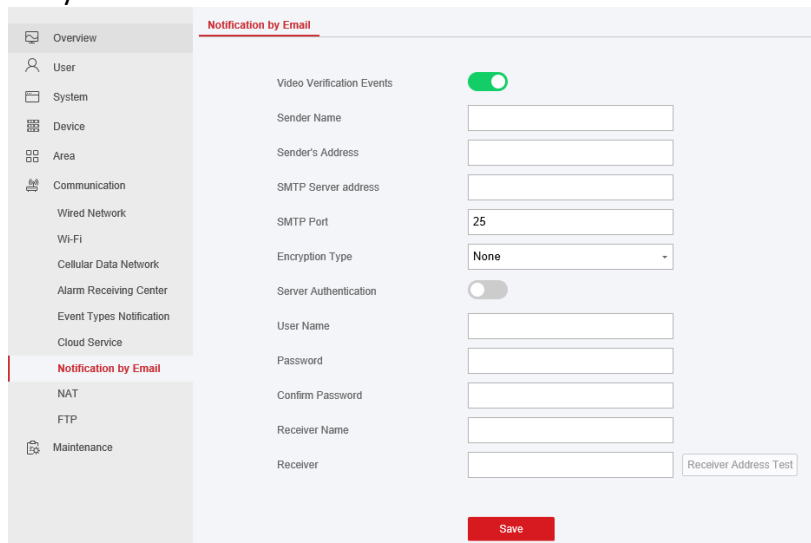 Notification by Email
Overview
User
System
Device
Area
Communication
Wired Network
Wi-Fi
Cellular Data Network
Alarm Receiving Center
Event Types Notification
Cloud Service
Notification by Email
NAT
FTP
Maintenance
Video Verification Events
Sender Name
Sender's Address
SMTP Server address
SMTP Port 25
Encryption Type None
Server Authentication
User Name
Password
Confirm Password
Receiver Name
Receiver Receiver Address Test
Save